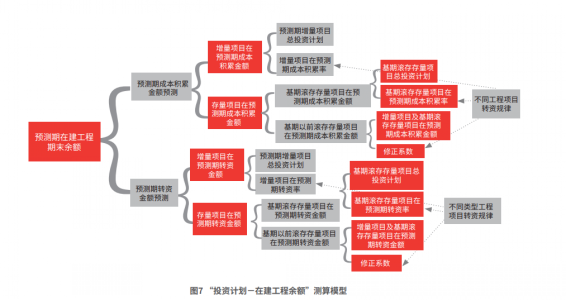 预测期在建工程
期末余额
预测期成本积累
金额预测
增量项目在
预测期成本
积累金额
预测期增量项目
总投资计划
增量项目在预测
期成本积累率
存量项目在预
测期成本积累
金额
基期滚存存量项目在预
测期成本积累金额
基期滚存存量项
目总投资计划
基期滚存存量项目在
预测期成本积累率
基期以前滚存存量项目
在预测期成本积累金额
增量项目及基期滚
存存量项目在预测
期成本积累金额
修正系数
不同工程项目
转资规律
预测期转资
金额预测
增量项目在
预测期转资
金额
预测期增量项目
总投资计划
增量项目在预测
期转资率
基期滚存存量项目总
投资计划
基期滚存存量项目在
预测期转资率
存量项目在预
测期转资金额
基期滚存存量项目在
预测期转资金额
基期以前滚存存量项目
在预测期转资金额
增量项目及基期滚
存存量项目在预测
期转资金额
修正系数
不同类型工程
项目转资规律
图7 “投资计划－在建工程余额”测算模型